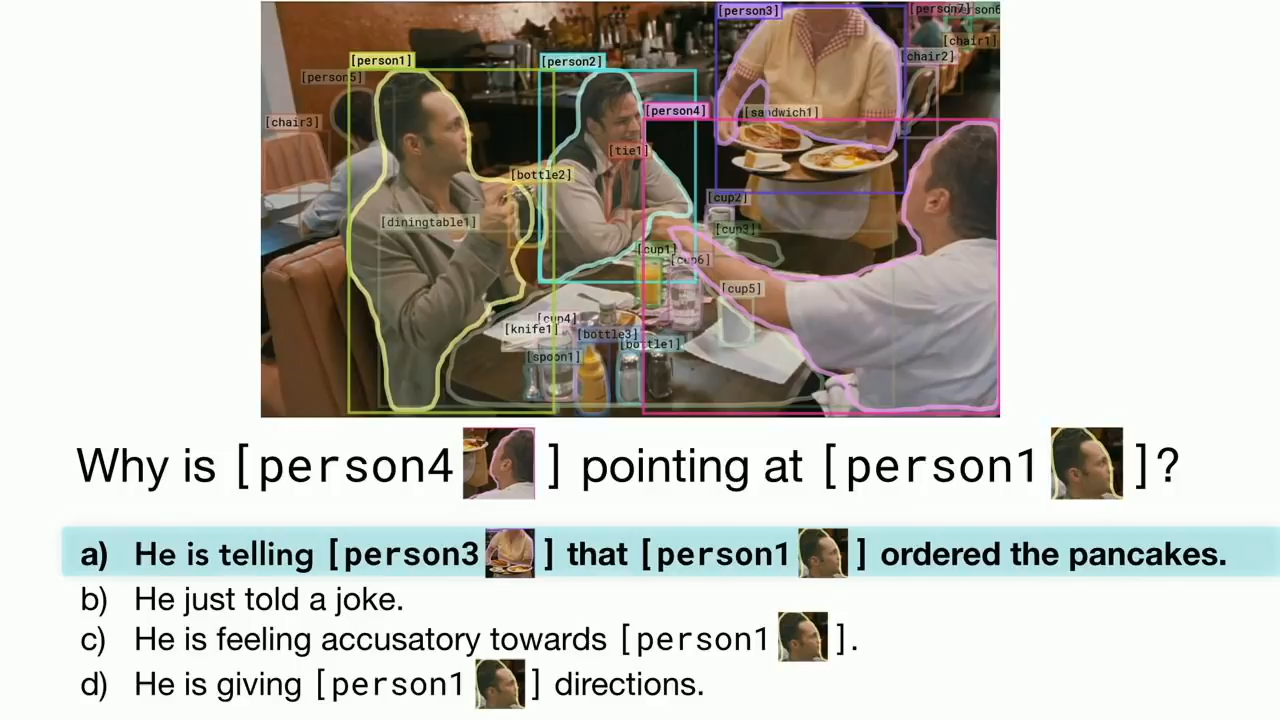 [person3]
[person7]
[person6]
[chair1]
[chair2]
[person1]
[person2]
[person5]
[person4]
[sandwich1]
[chair3]
[tie1]
[bottle2]
[cup2]
[diningtable1]
[cup3]
[cup1]
[cup6]
[cup5]
[cup4]
[knife1]
[bottle3]
[bottle1]
[spoon1]
Why is [person4 ] pointing at [person1 ]?
a) He is telling [person3 ] that [person1 ] ordered the pancakes.
b) He just told a joke.
c) He is feeling accusatory towards [person1 ].
d) He is giving [person1 ] directions.